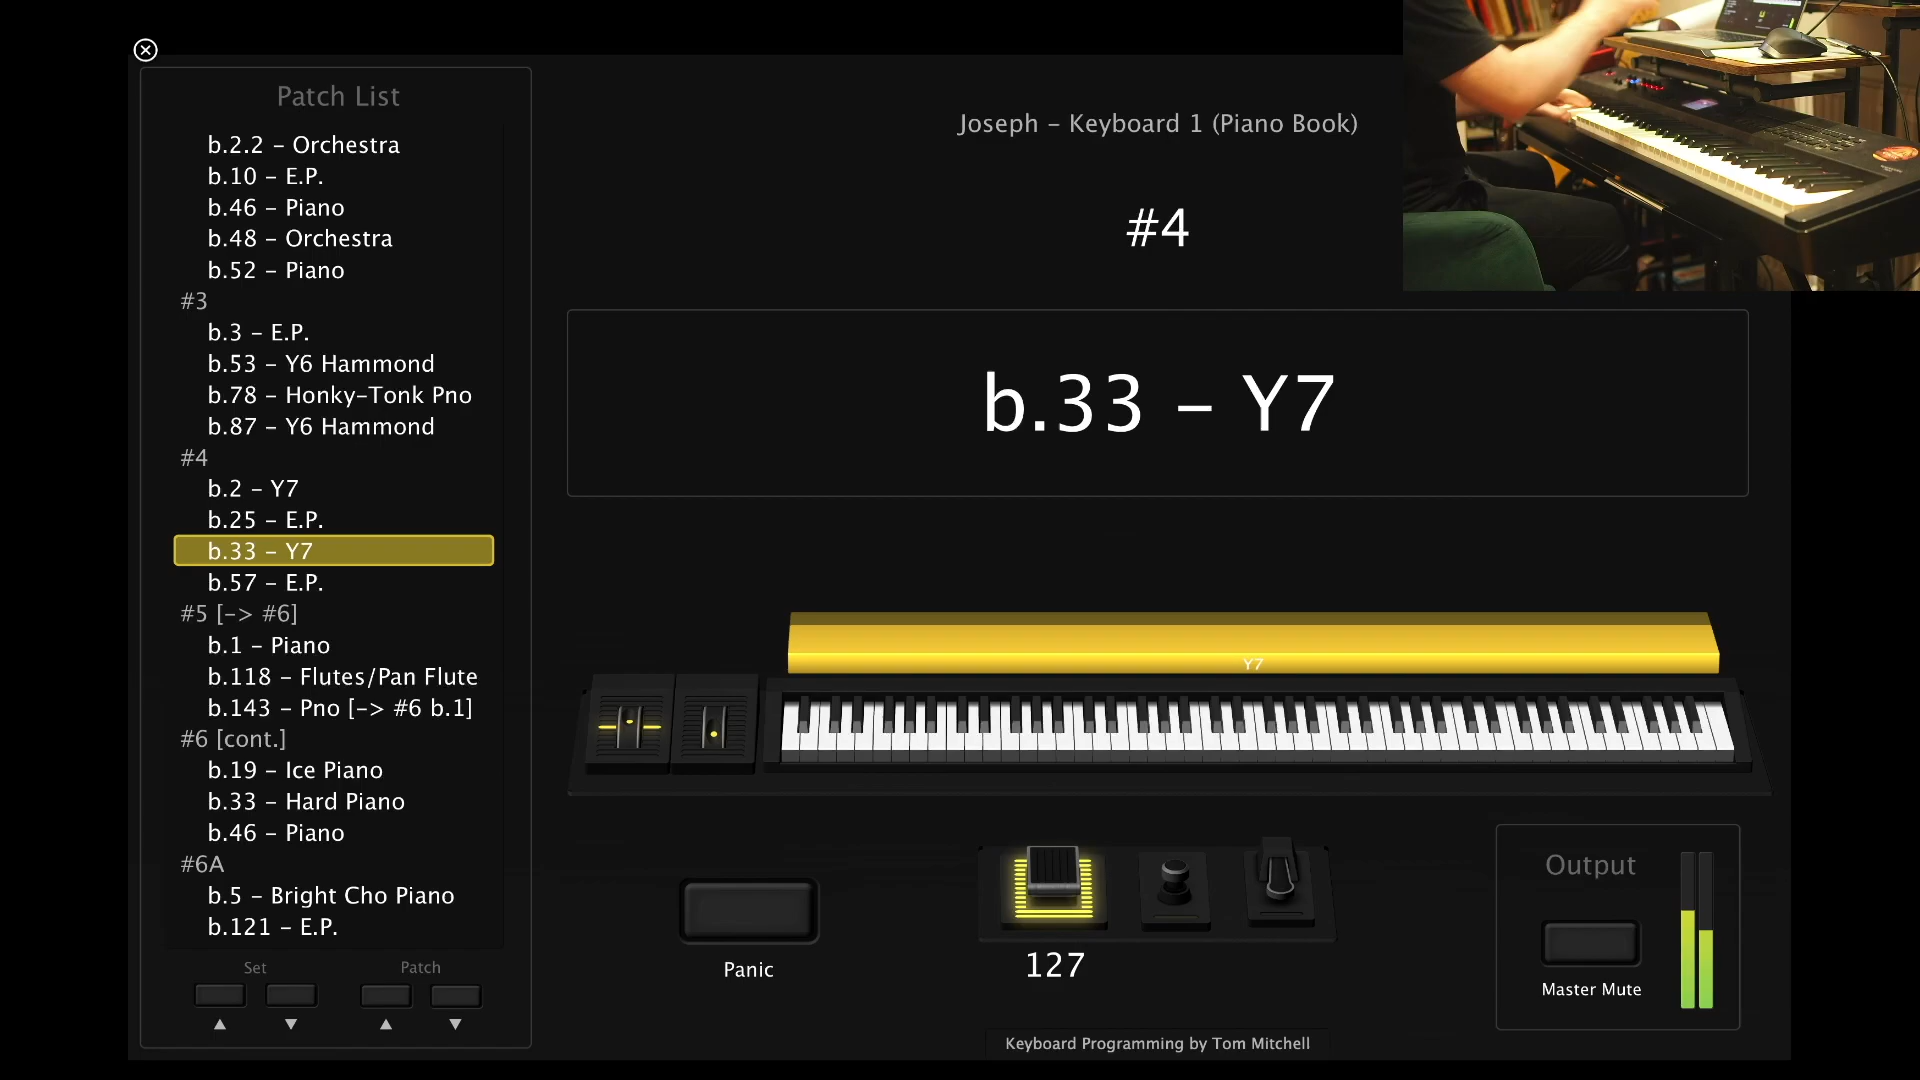 Patch List
b.2.2 – Orchestra
b.10 – E.P.
b.46 – Piano
b.48 – Orchestra
b.52 – Piano
#3
b.3 – E.P.
b.53 – Y6 Hammond
b.78 – Honky-Tonk Pno
b.87 – Y6 Hammond
#4
b.2 – Y7
b.25 – E.P.
b.33 – Y7
b.57 – E.P.
#5 [-> #6]
b.1 – Piano
b.118 – Flutes/Pan Flute
b.143 – Pno [-> #6 b.1]
#6 [cont.]
b.19 – Ice Piano
b.33 – Hard Piano
b.46 – Piano
#6A
b.5 – Bright Cho Piano
b.121 – E.P.
Set Patch
Joseph – Keyboard 1 (Piano Book)
#4
b.33 – Y7
Y7
Panic
127
Output
Master Mute
Keyboard Programming by Tom Mitchell